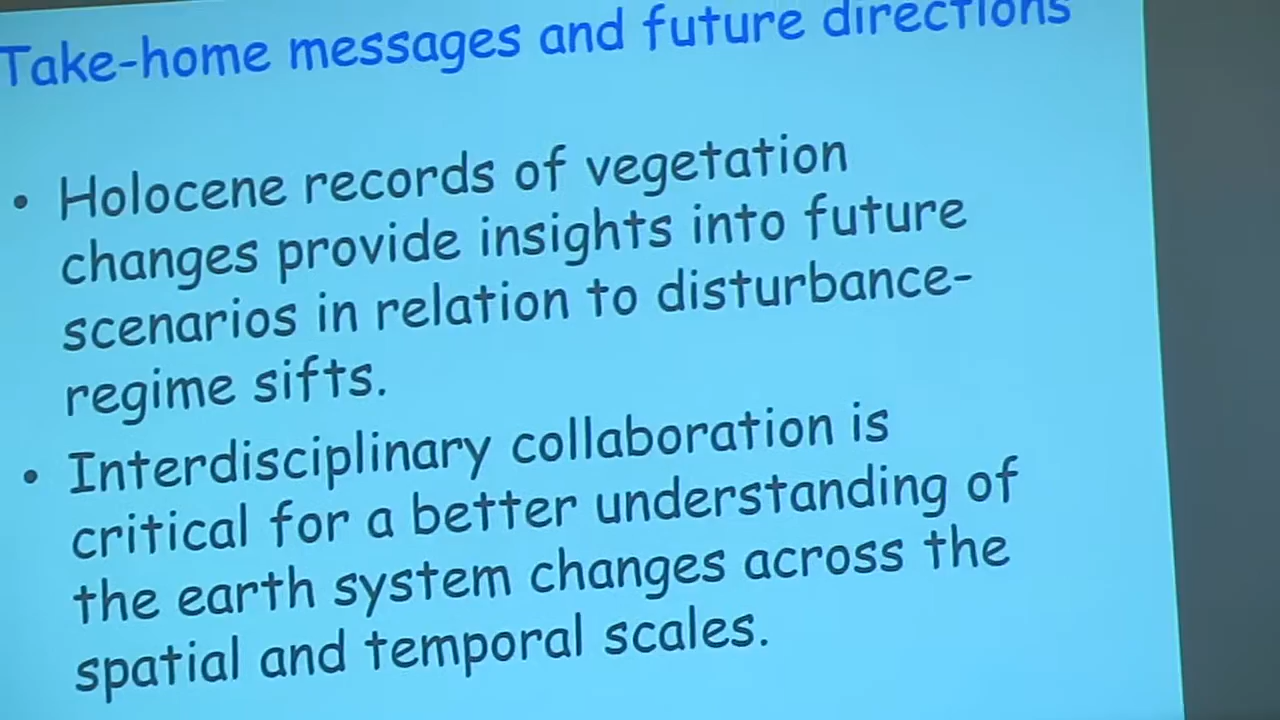 Take-home messages and future directions
• Holocene records of vegetation
changes provide insights into future
scenarios in relation to disturbance-
regime sifts.
• Interdisciplinary collaboration is
critical for a better understanding of
the earth system changes across the
spatial and temporal scales.